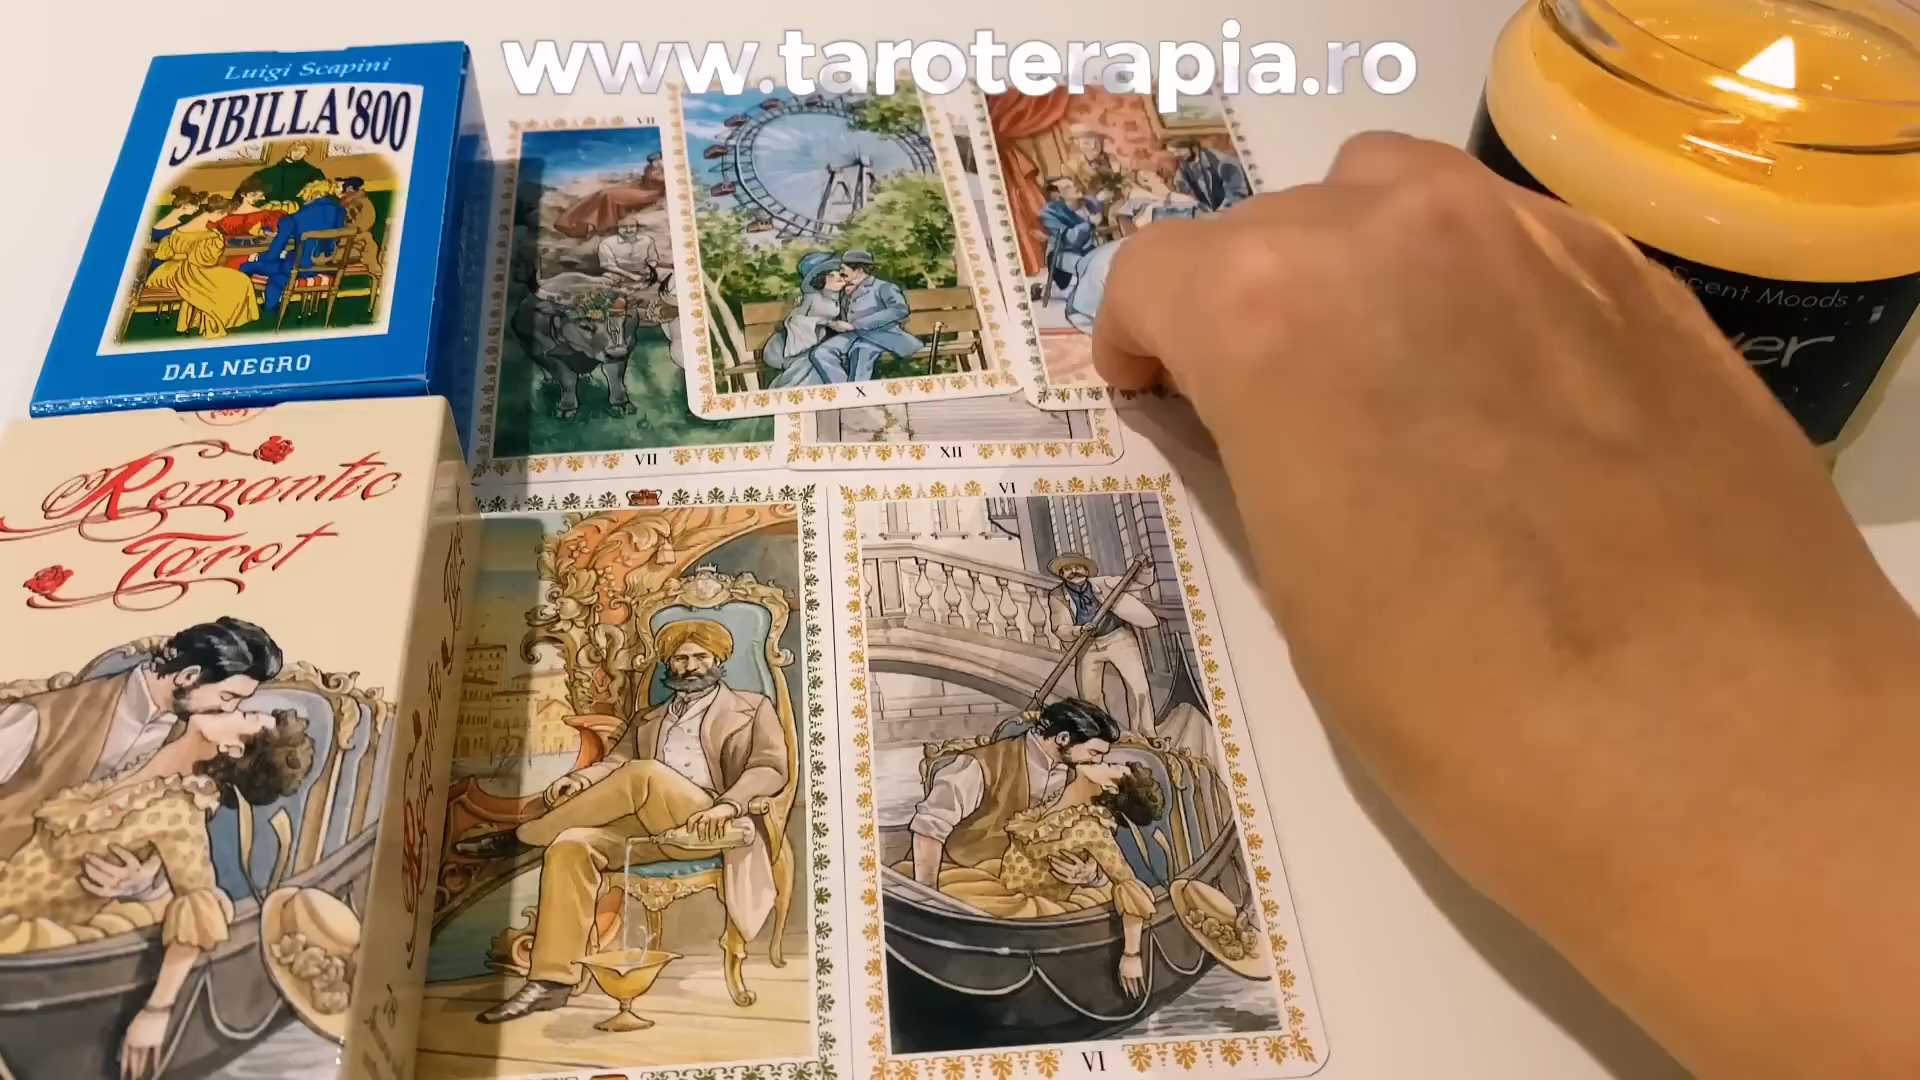 www.taroterapia.ro
Luigi Scapini
SIBILLA '800
DAL NEGRO
Romantic
Tarot
VII
VII
X
XII
VI
VI
Scent Moods